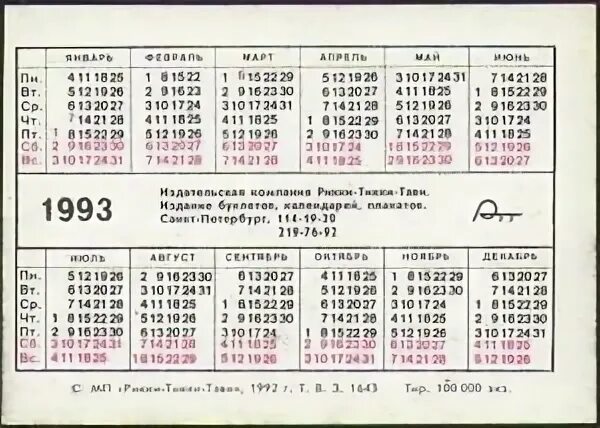 ЯНВАРЬ ФЕВРАЛЬ МАРТ АПРЕЛЬ МАЙ ИЮНЬ
Пн. 4 11 18 25 1 8 15 22 1 8 15 22 29 5 12 19 26 3 10 17 24 31 7 14 21 28
Вт. 5 12 19 26 2 9 16 23 2 9 16 23 30 6 13 20 27 4 11 18 25 1 8 15 22 29
Ср. 6 13 20 27 3 10 17 24 3 10 17 24 31 7 14 21 28 5 12 19 26 2 9 16 23 30
Чт. 7 14 21 28 4 11 18 25 4 11 18 25 1 8 15 22 29 6 13 20 27 3 10 17 24
Пт. 1 8 15 22 29 5 12 19 26 5 12 19 26 2 9 16 23 30 7 14 21 28 4 11 18 25
Сб. 2 9 16 23 30 6 13 20 27 6 13 20 27 3 10 17 24 1 8 15 22 29 5 12 19 26
Вс. 3 10 17 24 31 7 14 21 28 7 14 21 28 4 11 18 25 2 9 16 23 30 6 13 20 27
1993
Издательская компания Рикки-Тикки-Тави.
Издание буклетов, календарей, плакатов.
Санкт-Петербург, 114-19-20
219-76-92
ИЮЛЬ АВГУСТ СЕНТЯБРЬ ОКТЯБРЬ НОЯБРЬ ДЕКАБРЬ
Пн. 5 12 19 26 2 9 16 23 30 6 13 20 27 4 11 18 25 1 8 15 22 29 6 13 20 27
Вт. 6 13 20 27 3 10 17 24 31 7 14 21 28 5 12 19 26 2 9 16 23 30 7 14 21 28
Ср. 7 14 21 28 4 11 18 25 1 8 15 22 29 6 13 20 27 3 10 17 24 1 8 15 22 29
Чт. 1 8 15 22 29 5 12 19 26 2 9 16 23 30 7 14 21 28 4 11 18 25 2 9 16 23 30
Пт. 2 9 16 23 30 6 13 20 27 3 10 17 24 1 8 15 22 29 5 12 19 26 3 10 17 24 31
Сб. 3 10 17 24 31 7 14 21 28 4 11 18 25 2 9 16 23 30 6 13 20 27 4 11 18 25
Вс. 4 11 18 25 1 8 15 22 29 5 12 19 26 3 10 17 24 31 7 14 21 28 5 12 19 26
© МП «Рикки-Тикки-Тави», 1992 г. Т. В. З. 1643 Тир. 100 000 экз.